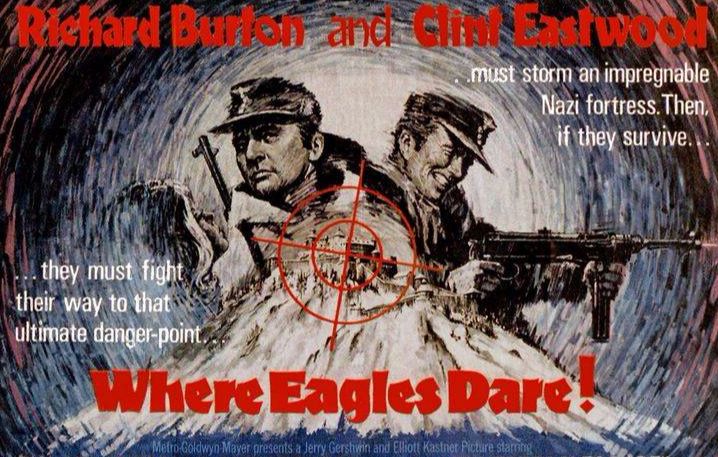 Richard Burton and Clint Eastwood
. .must storm an impregnable
Nazi fortress. Then,
if they survive...
...they must fight
their way to that
ultimate danger-point...
Where Eagles Dare!
Metro-Goldwyn-Mayer presents a Jerry Gershwin and Elliott Kastner Picture starring